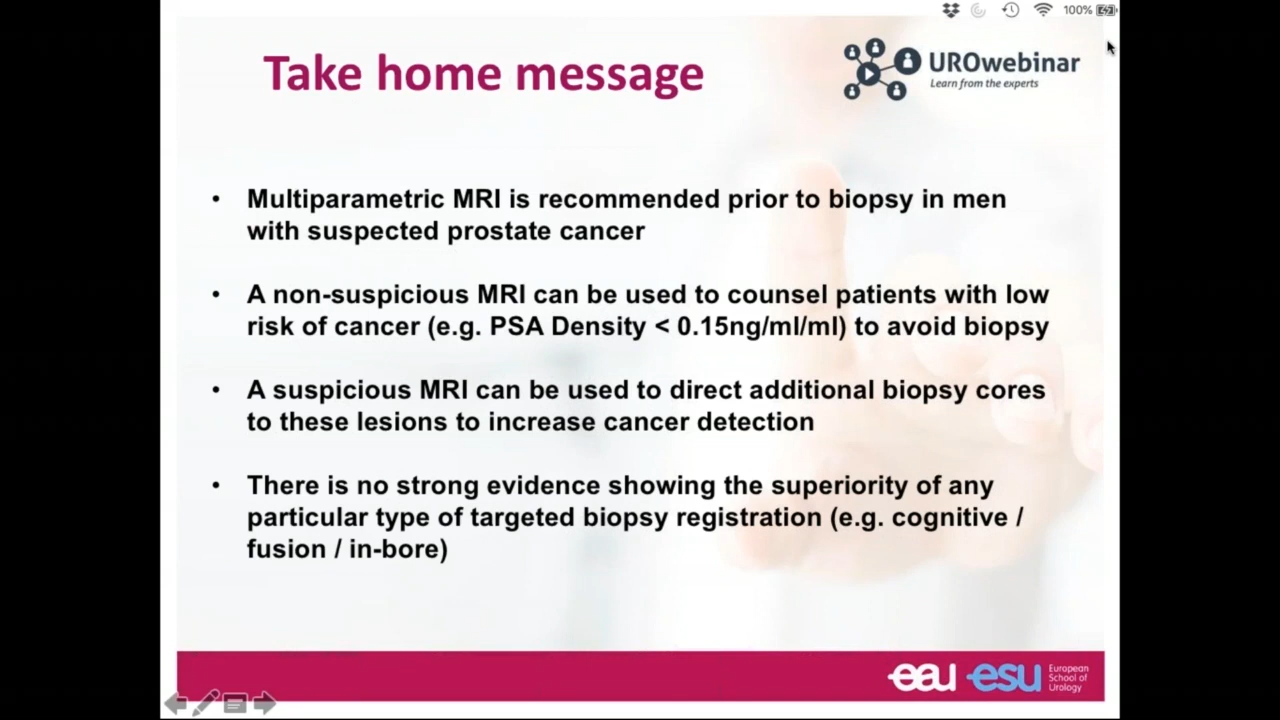 100%
Take home message
UROwebinar
Learn from the experts
• Multiparametric MRI is recommended prior to biopsy in men
with suspected prostate cancer
• A non-suspicious MRI can be used to counsel patients with low
risk of cancer (e.g. PSA Density < 0.15ng/ml/ml) to avoid biopsy
• A suspicious MRI can be used to direct additional biopsy cores
to these lesions to increase cancer detection
• There is no strong evidence showing the superiority of any
particular type of targeted biopsy registration (e.g. cognitive /
fusion / in-bore)
eau esu
European
School of
Urology